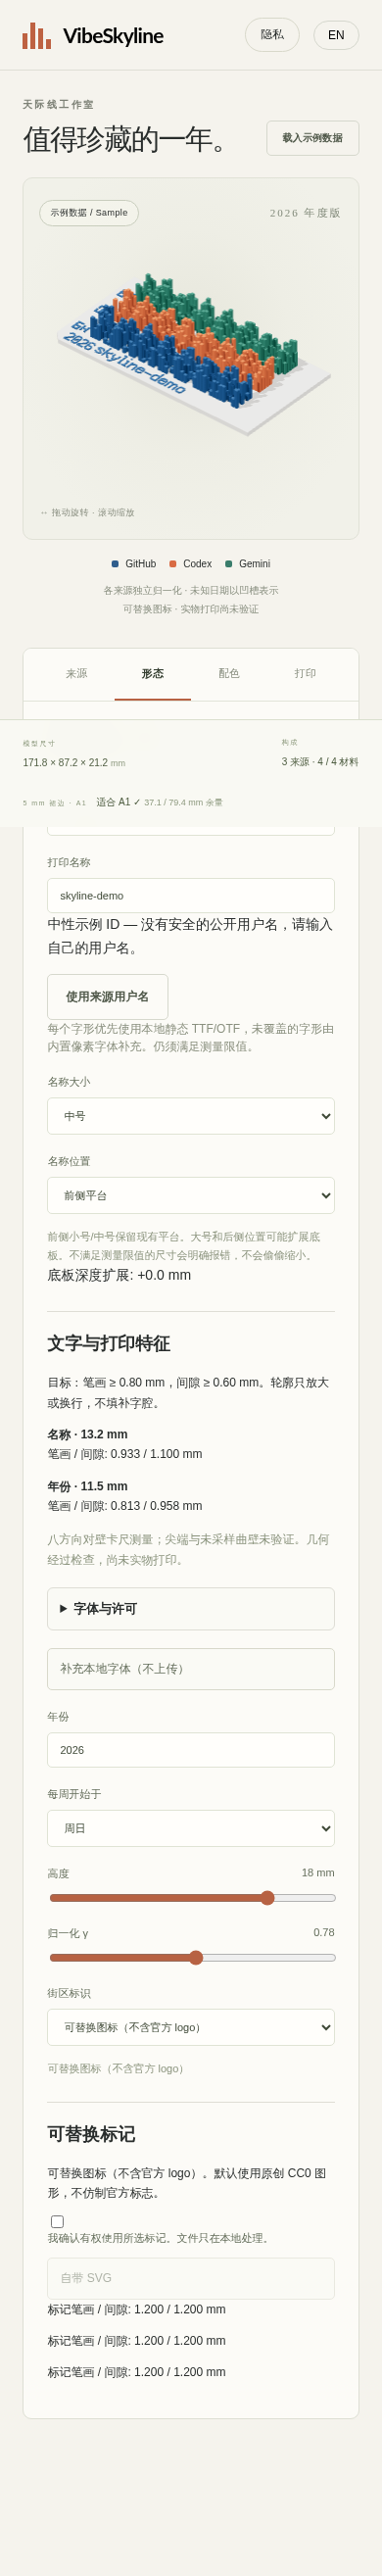 VibeSkyline
隐私
EN
天际线工作室
值得珍藏的一年。
载入示例数据
示例数据 / Sample
2026 年度版
2026 skyline-demo
↔ 拖动旋转 · 滚动缩放
GitHub
Codex
Gemini
各来源独立归一化 · 未知日期以凹槽表示
可替换图标 · 实物打印尚未验证
来源
形态
配色
打印
模型尺寸
171.8 × 87.2 × 21.2 mm
构成
3 来源 · 4 / 4 材料
5 mm 裙边 · A1
适合 A1 ✓ 37.1 / 79.4 mm 余量
打印名称
skyline-demo
中性示例 ID — 没有安全的公开用户名，请输入
自己的用户名。
使用来源用户名
每个字形优先使用本地静态 TTF/OTF，未覆盖的字形由
内置像素字体补充。仍须满足测量限值。
名称大小
中号
名称位置
前侧平台
前侧小号/中号保留现有平台。大号和后侧位置可能扩展底
板。不满足测量限值的尺寸会明确报错，不会偷偷缩小。
底板深度扩展: +0.0 mm
文字与打印特征
目标：笔画 ≥ 0.80 mm，间隙 ≥ 0.60 mm。轮廓只放大
或换行，不填补字腔。
名称 · 13.2 mm
笔画 / 间隙: 0.933 / 1.100 mm
年份 · 11.5 mm
笔画 / 间隙: 0.813 / 0.958 mm
八方向对壁卡尺测量；尖端与未采样曲壁未验证。几何
经过检查，尚未实物打印。
▶ 字体与许可
补充本地字体（不上传）
年份
2026
每周开始于
周日
高度
18 mm
归一化 γ
0.78
街区标识
可替换图标（不含官方 logo）
可替换图标（不含官方 logo）
可替换标记
可替换图标（不含官方 logo）。默认使用原创 CC0 图
形，不仿制官方标志。
我确认有权使用所选标记。文件只在本地处理。
自带 SVG
标记笔画 / 间隙: 1.200 / 1.200 mm
标记笔画 / 间隙: 1.200 / 1.200 mm
标记笔画 / 间隙: 1.200 / 1.200 mm